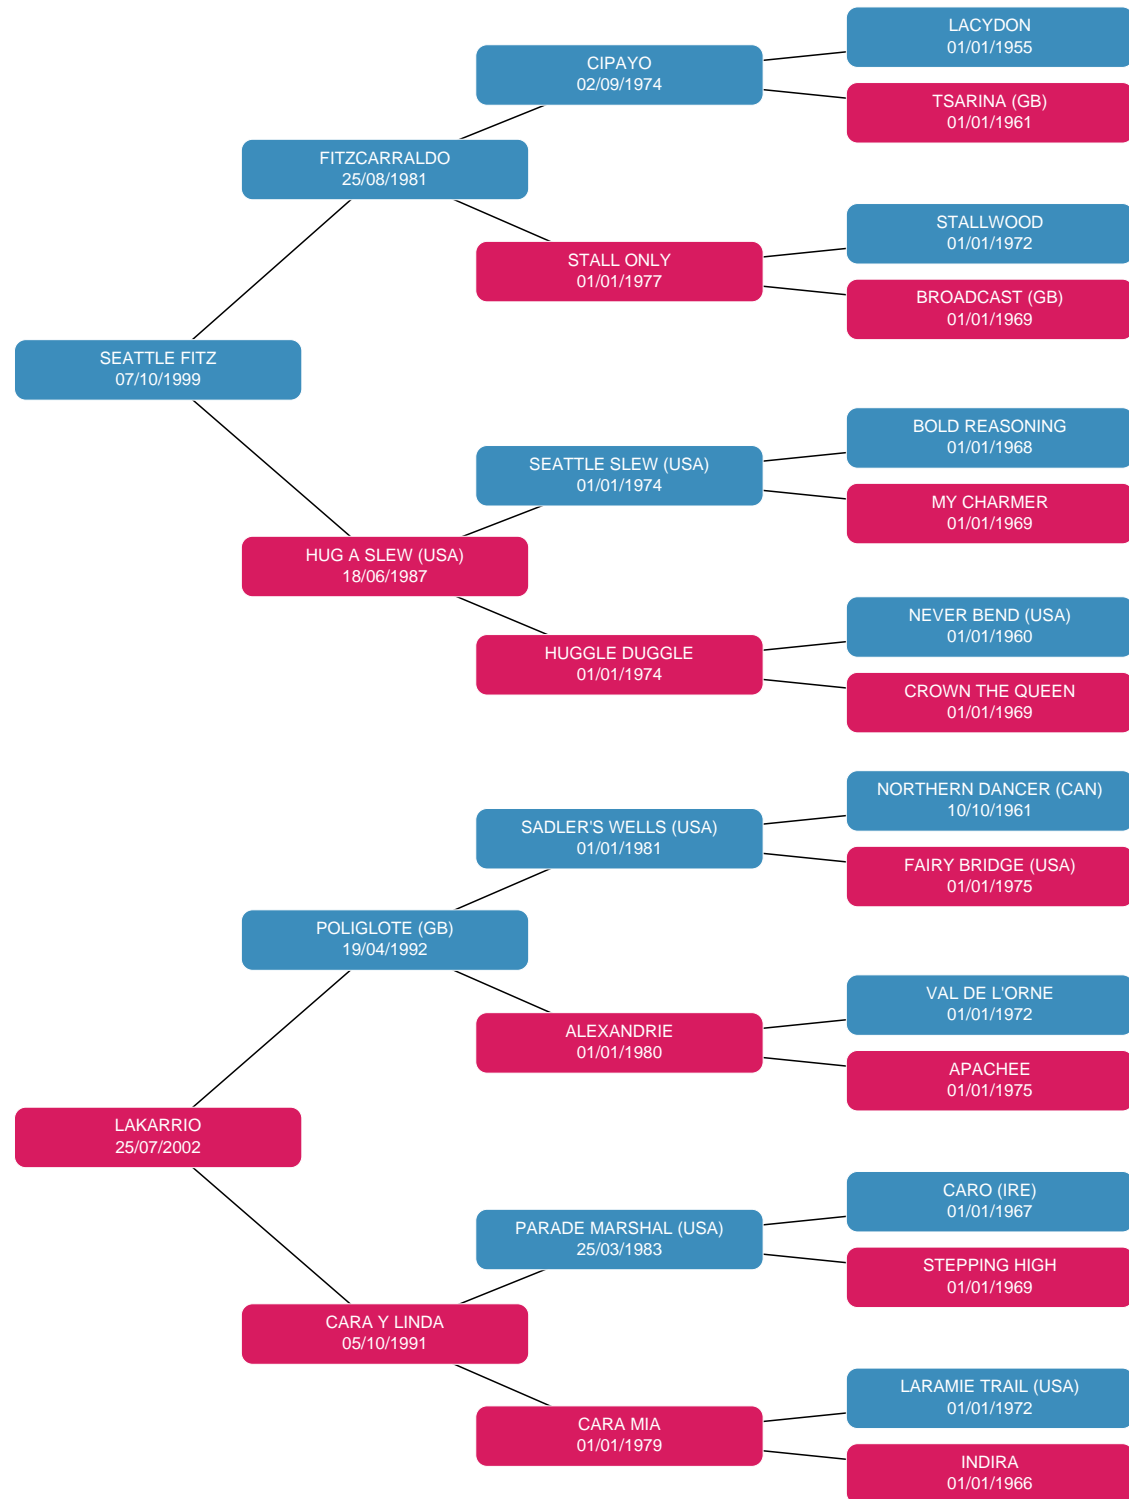 LACYDON
01/01/1955
CIPAYO
02/09/1974
TSARINA (GB)
01/01/1961
FITZCARRALDO
25/08/1981
STALLWOOD
01/01/1972
STALL ONLY
01/01/1977
BROADCAST (GB)
01/01/1969
SEATTLE FITZ
07/10/1999
BOLD REASONING
01/01/1968
SEATTLE SLEW (USA)
01/01/1974
MY CHARMER
01/01/1969
HUG A SLEW (USA)
18/06/1987
NEVER BEND (USA)
01/01/1960
HUGGLE DUGGLE
01/01/1974
CROWN THE QUEEN
01/01/1969
NORTHERN DANCER (CAN)
10/10/1961
SADLER'S WELLS (USA)
01/01/1981
FAIRY BRIDGE (USA)
01/01/1975
POLIGLOTE (GB)
19/04/1992
VAL DE L'ORNE
01/01/1972
ALEXANDRIE
01/01/1980
APACHEE
01/01/1975
LAKARRIO
25/07/2002
CARO (IRE)
01/01/1967
PARADE MARSHAL (USA)
25/03/1983
STEPPING HIGH
01/01/1969
CARA Y LINDA
05/10/1991
LARAMIE TRAIL (USA)
01/01/1972
CARA MIA
01/01/1979
INDIRA
01/01/1966